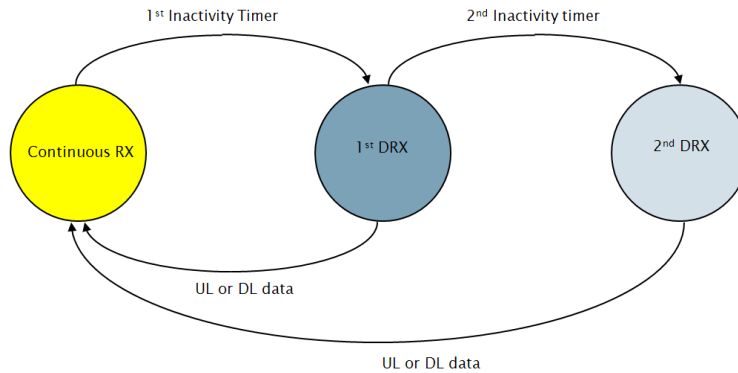 1st Inactivity Timer
2nd Inactivity timer
Continuous RX
1st DRX
2nd DRX
UL or DL data
UL or DL data